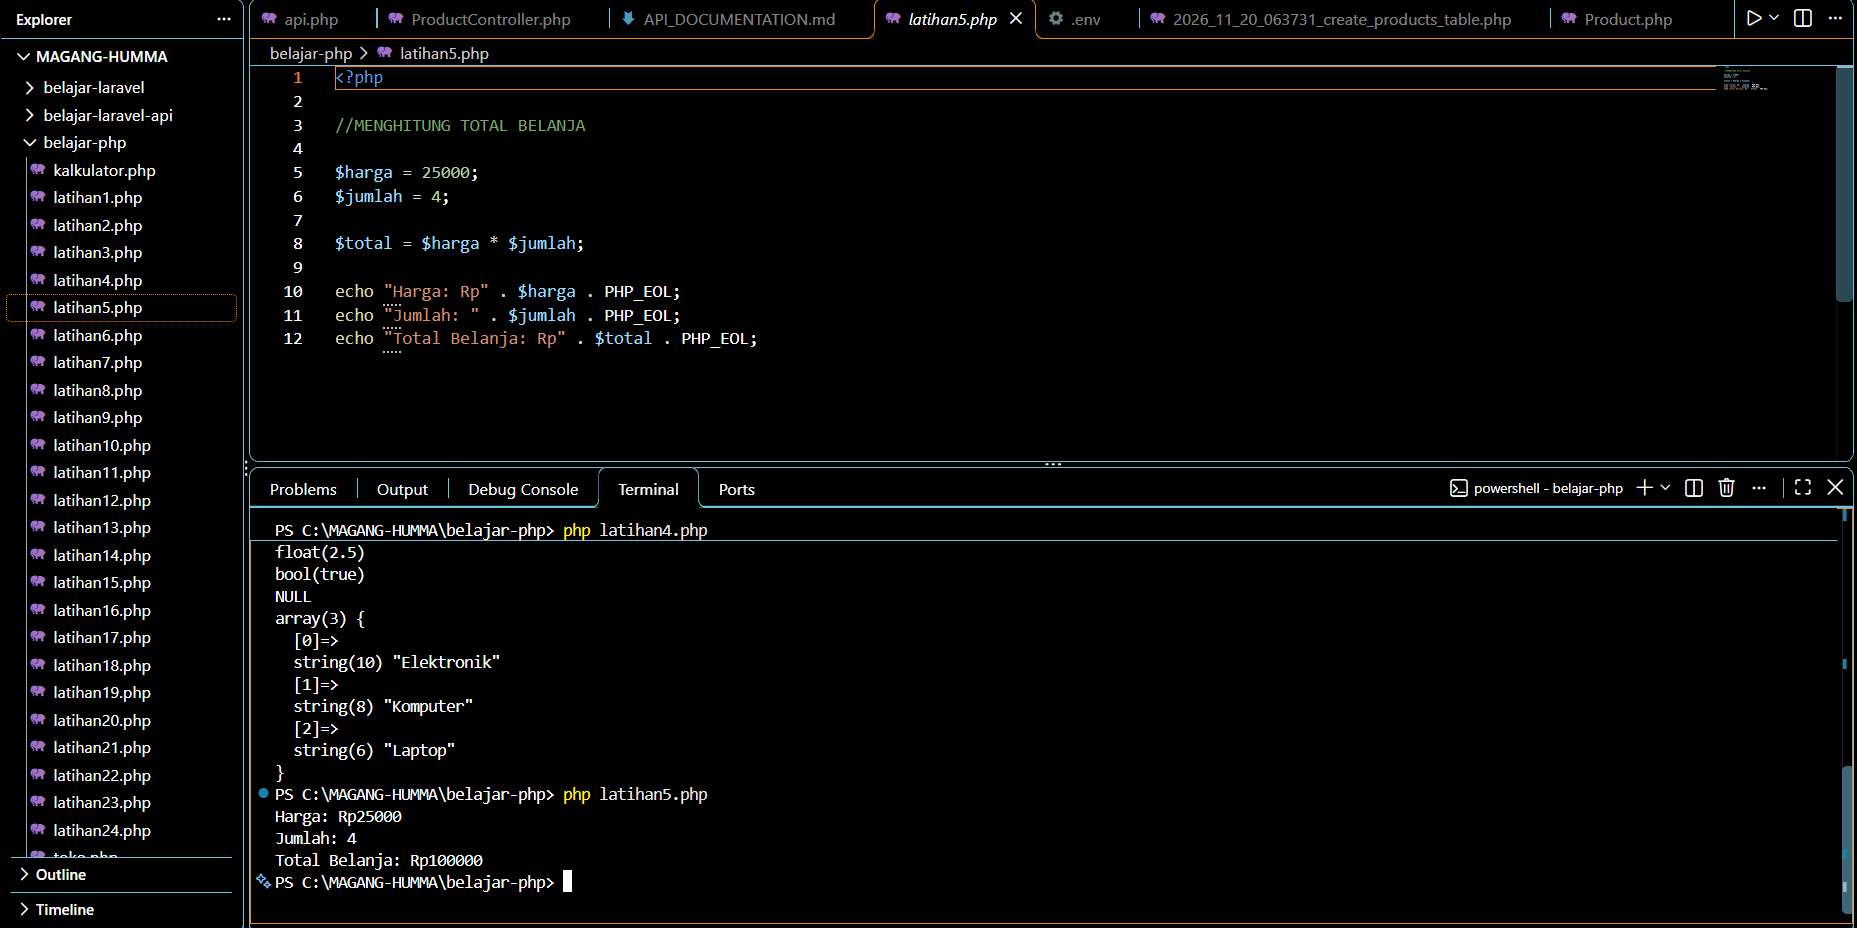 Explorer
MAGANG-HUMMA
belajar-laravel
belajar-laravel-api
belajar-php
kalkulator.php
latihan1.php
latihan2.php
latihan3.php
latihan4.php
latihan5.php
latihan6.php
latihan7.php
latihan8.php
latihan9.php
latihan10.php
latihan11.php
latihan12.php
latihan13.php
latihan14.php
latihan15.php
latihan16.php
latihan17.php
latihan18.php
latihan19.php
latihan20.php
latihan21.php
latihan22.php
latihan23.php
latihan24.php
toko.php
Outline
Timeline
api.php ProductController.php API_DOCUMENTATION.md latihan5.php .env 2026_11_20_063731_create_products_table.php Product.php
belajar-php > latihan5.php
1 <?php
2
3 //MENGHITUNG TOTAL BELANJA
4
5 $harga = 25000;
6 $jumlah = 4;
7
8 $total = $harga * $jumlah;
9
10 echo "Harga: Rp" . $harga . PHP_EOL;
11 echo "Jumlah: " . $jumlah . PHP_EOL;
12 echo "Total Belanja: Rp" . $total . PHP_EOL;
Problems Output Debug Console Terminal Ports powershell - belajar-php
PS C:\MAGANG-HUMMA\belajar-php> php latihan4.php
float(2.5)
bool(true)
NULL
array(3) {
[0]=>
string(10) "Elektronik"
[1]=>
string(8) "Komputer"
[2]=>
string(6) "Laptop"
}
PS C:\MAGANG-HUMMA\belajar-php> php latihan5.php
Harga: Rp25000
Jumlah: 4
Total Belanja: Rp100000
PS C:\MAGANG-HUMMA\belajar-php>